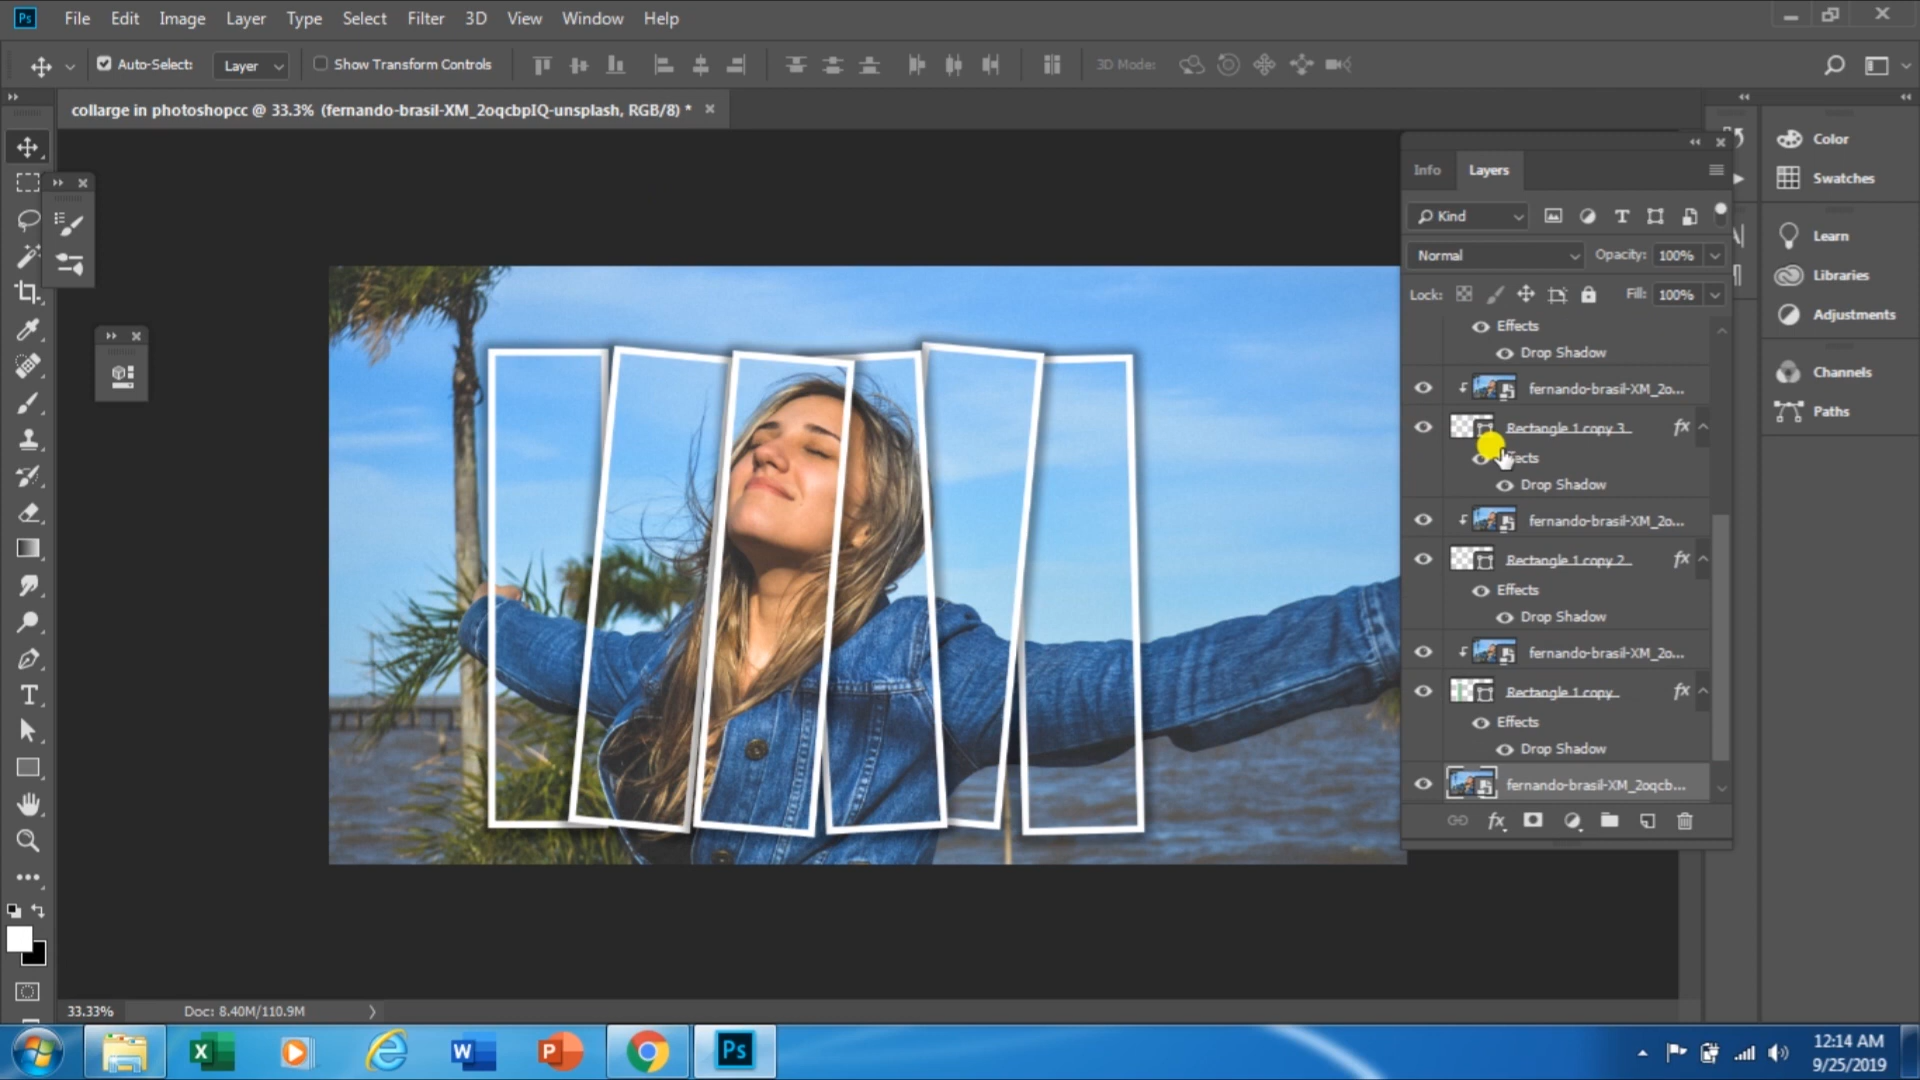 Ps File Edit Image Layer Type Select Filter 3D View Window Help
Auto-Select: Layer Show Transform Controls 3D Mode:
collarge in photoshopcc @ 33.3% (fernando-brasil-XM_2oqcbpIQ-unsplash, RGB/8) *
Color
Info Layers
Swatches
Kind
Learn
Normal Opacity: 100%
Libraries
Lock: Fill: 100%
Adjustments
Effects
Drop Shadow
Channels
fernando-brasil-XM_2o...
Paths
Rectangle 1 copy 3 fx
Drop Shadow
fernando-brasil-XM_2o...
Rectangle 1 copy 2 fx
Effects
Drop Shadow
fernando-brasil-XM_2o...
Rectangle 1 copy fx
Effects
Drop Shadow
fernando-brasil-XM_2oqcb...
fx
33.33% Doc: 8.40M/110.9M
12:14 AM
9/25/2019